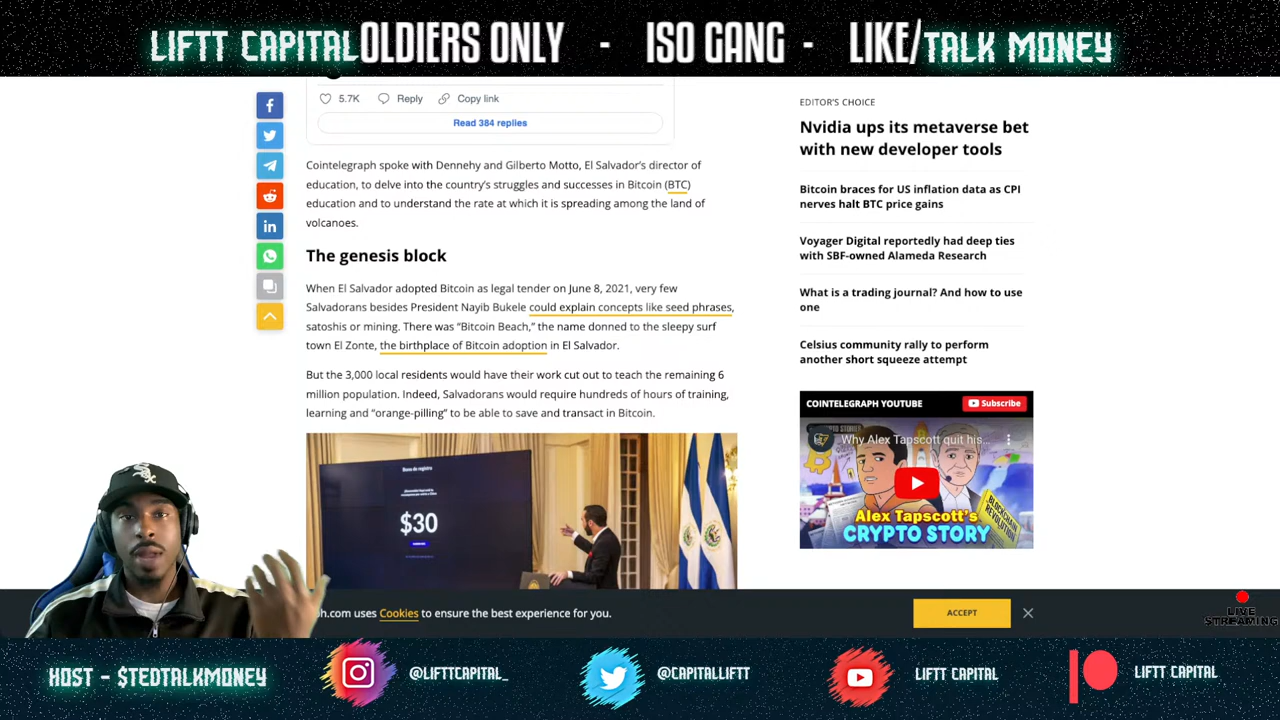 LIFTT CAPITAL OLDIERS ONLY - ISO GANG - LIKE/ TALK MONEY
5.7K Reply Copy link
Read 384 replies
Cointelegraph spoke with Dennehy and Gilberto Motto, El Salvador's director of
education, to delve into the country's struggles and successes in Bitcoin (BTC)
education and to understand the rate at which it is spreading among the land of
volcanoes.
The genesis block
When El Salvador adopted Bitcoin as legal tender on June 8, 2021, very few
Salvadorans besides President Nayib Bukele could explain concepts like seed phrases,
satoshis or mining. There was "Bitcoin Beach," the name donned to the sleepy surf
town El Zonte, the birthplace of Bitcoin adoption in El Salvador.
But the 3,000 local residents would have their work cut out to teach the remaining 6
million population. Indeed, Salvadorans would require hundreds of hours of training,
learning and "orange-pilling" to be able to save and transact in Bitcoin.
$30
EDITOR'S CHOICE
Nvidia ups its metaverse bet
with new developer tools
Bitcoin braces for US inflation data as CPI
nerves halt BTC price gains
Voyager Digital reportedly had deep ties
with SBF-owned Alameda Research
What is a trading journal? And how to use
one
Celsius community rally to perform
another short squeeze attempt
COINTELEGRAPH YOUTUBE Subscribe
Why Alex Tapscott quit his...
BLOCKCHAIN
REVOLUTION
Alex Tapscott's
CRYPTO STORY
h.com uses Cookies to ensure the best experience for you.
ACCEPT
LIVE
STREAMING
HOST - $TEDTALKMONEY @LIFTTCAPITAL_ @CAPITALLIFTT LIFTT CAPITAL LIFTT CAPITAL